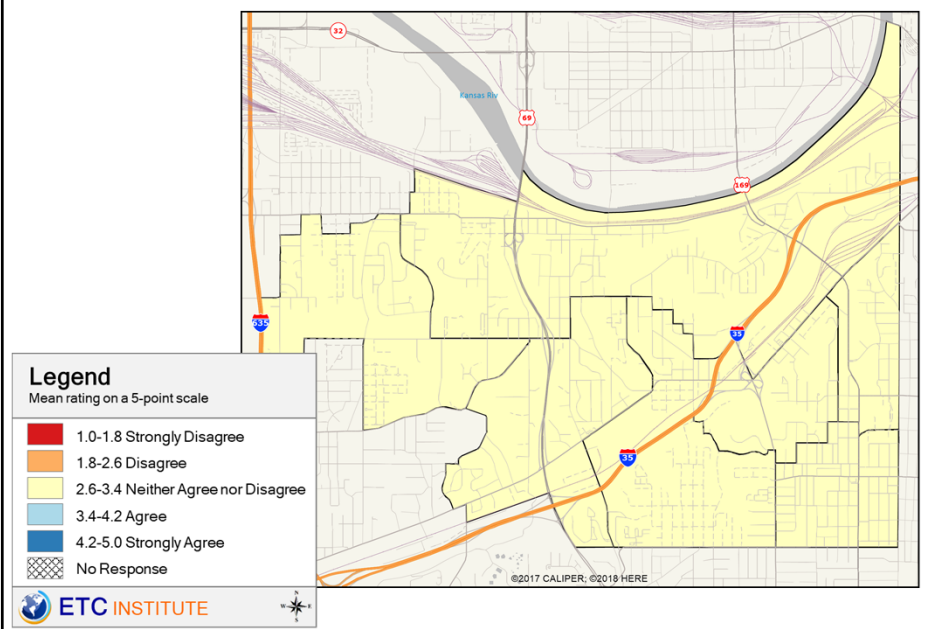 32
Kansas Riv
69
169
635
35
35
Legend
Mean rating on a 5-point scale
1.0-1.8 Strongly Disagree
1.8-2.6 Disagree
2.6-3.4 Neither Agree nor Disagree
3.4-4.2 Agree
4.2-5.0 Strongly Agree
No Response
©2017 CALIPER; ©2018 HERE
ETC INSTITUTE
N
W E
S